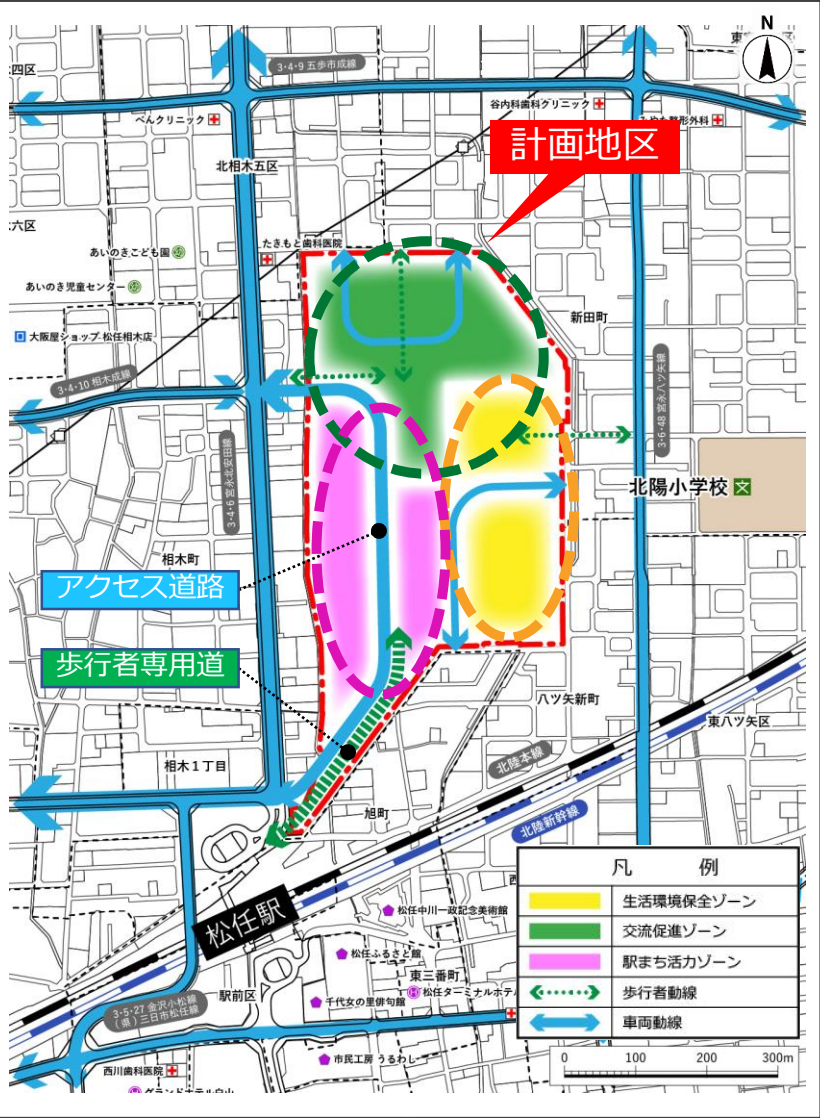 N
四区
3・4・9 五歩市成線
谷内科歯科クリニック
べんクリニック
計画地区
北相木五区
六区
たきもと歯科医院
あいのきこども園
あいのき児童センター
新田町
大阪屋ショップ 松任相木店
3・4・10 相木成線
3・6・48 宮永八ツ矢線
3・4・6 宮永北安田線
北陽小学校
文
相木町
アクセス道路
歩行者専用道
八ツ矢新町
東八ツ矢区
相木1丁目
北陸本線
旭町
北陸新幹線
凡 例
生活環境保全ゾーン
交流促進ゾーン
駅まち活力ゾーン
歩行者動線
車両動線
松任駅
松任中川一政記念美術館
松任ふるさと館
東三番町
松任ターミナルホテル
駅前区
千代女の里俳句館
3・5・27 金沢小松線
(県)三日市松任線
市民工房 うるわし
西川歯科医院
グランドホテル白山
0 100 200 300m